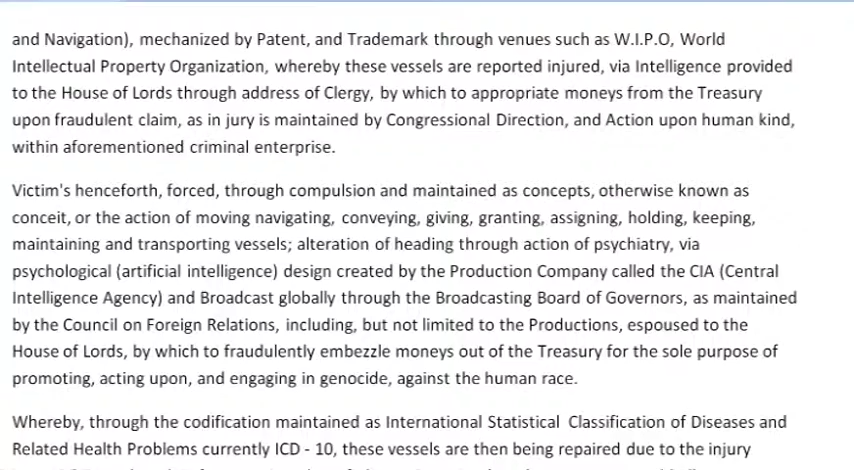 and Navigation), mechanized by Patent, and Trademark through venues such as W.I.P.O, World
Intellectual Property Organization, whereby these vessels are reported injured, via Intelligence provided
to the House of Lords through address of Clergy, by which to appropriate moneys from the Treasury
upon fraudulent claim, as in jury is maintained by Congressional Direction, and Action upon human kind,
within aforementioned criminal enterprise.
Victim's henceforth, forced, through compulsion and maintained as concepts, otherwise known as
conceit, or the action of moving navigating, conveying, giving, granting, assigning, holding, keeping,
maintaining and transporting vessels; alteration of heading through action of psychiatry, via
psychological (artificial intelligence) design created by the Production Company called the CIA (Central
Intelligence Agency) and Broadcast globally through the Broadcasting Board of Governors, as maintained
by the Council on Foreign Relations, including, but not limited to the Productions, espoused to the
House of Lords, by which to fraudulently embezzle moneys out of the Treasury for the sole purpose of
promoting, acting upon, and engaging in genocide, against the human race.
Whereby, through the codification maintained as International Statistical Classification of Diseases and
Related Health Problems currently ICD - 10, these vessels are then being repaired due to the injury